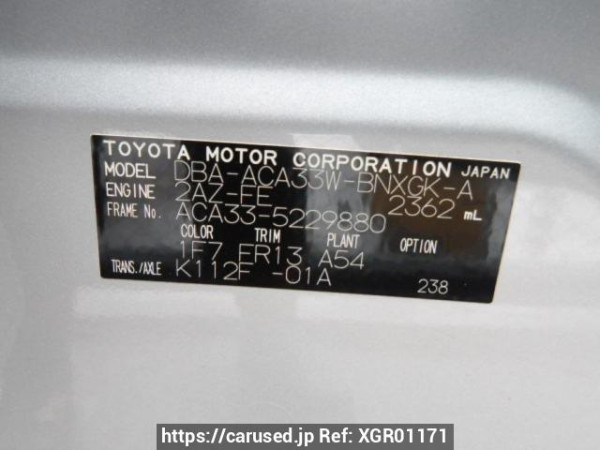 TOYOTA MOTOR CORPORATION JAPAN
MODEL DBA-ACA33W-BNXGK-A
ENGINE 2AZ-FE 2362 mL
FRAME No. ACA33-5229880
COLOR TRIM PLANT OPTION
1F7 FR13 A54
TRANS./AXLE K112F -01A 238
https://carused.jp Ref: XGR01171